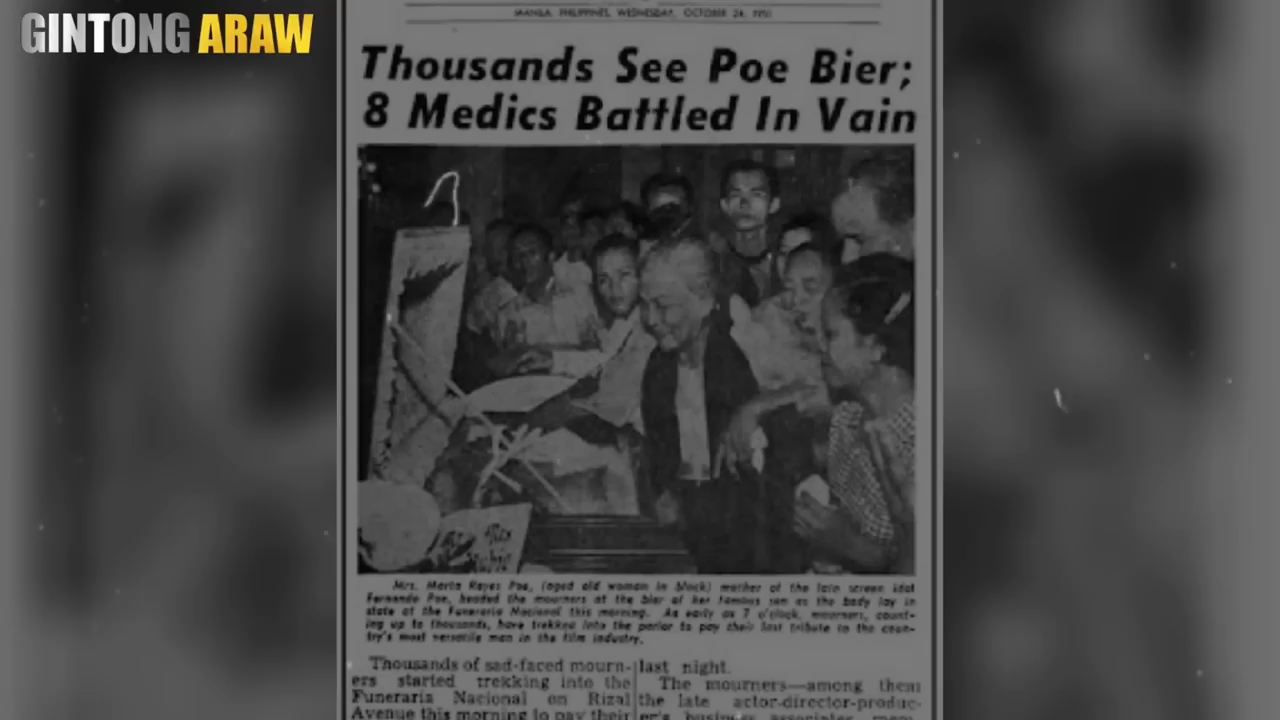 GINTONG ARAW
MANILA, PHILIPPINES, WEDNESDAY, OCTOBER 24, 1951
Thousands See Poe Bier;
8 Medics Battled In Vain
Mrs. Marta Reyes Poe, (aged old woman in black) mother of the late screen idol
Fernando Poe, headed the mourners at the bier of her famous son as the body lay in
state at the Funeraria Nacional this morning. As early as 7 o'clock, mourners, count-
ing up to thousands, have trekked into the parlor to pay their last tribute to the coun-
try's most versatile man in the film industry.
Thousands of sad-faced mourn-
ers started trekking into the
Funeraria Nacional on Rizal
Avenue this morning to pay their
last night.
The mourners—among them
the late actor-director-produc-
er's business associates